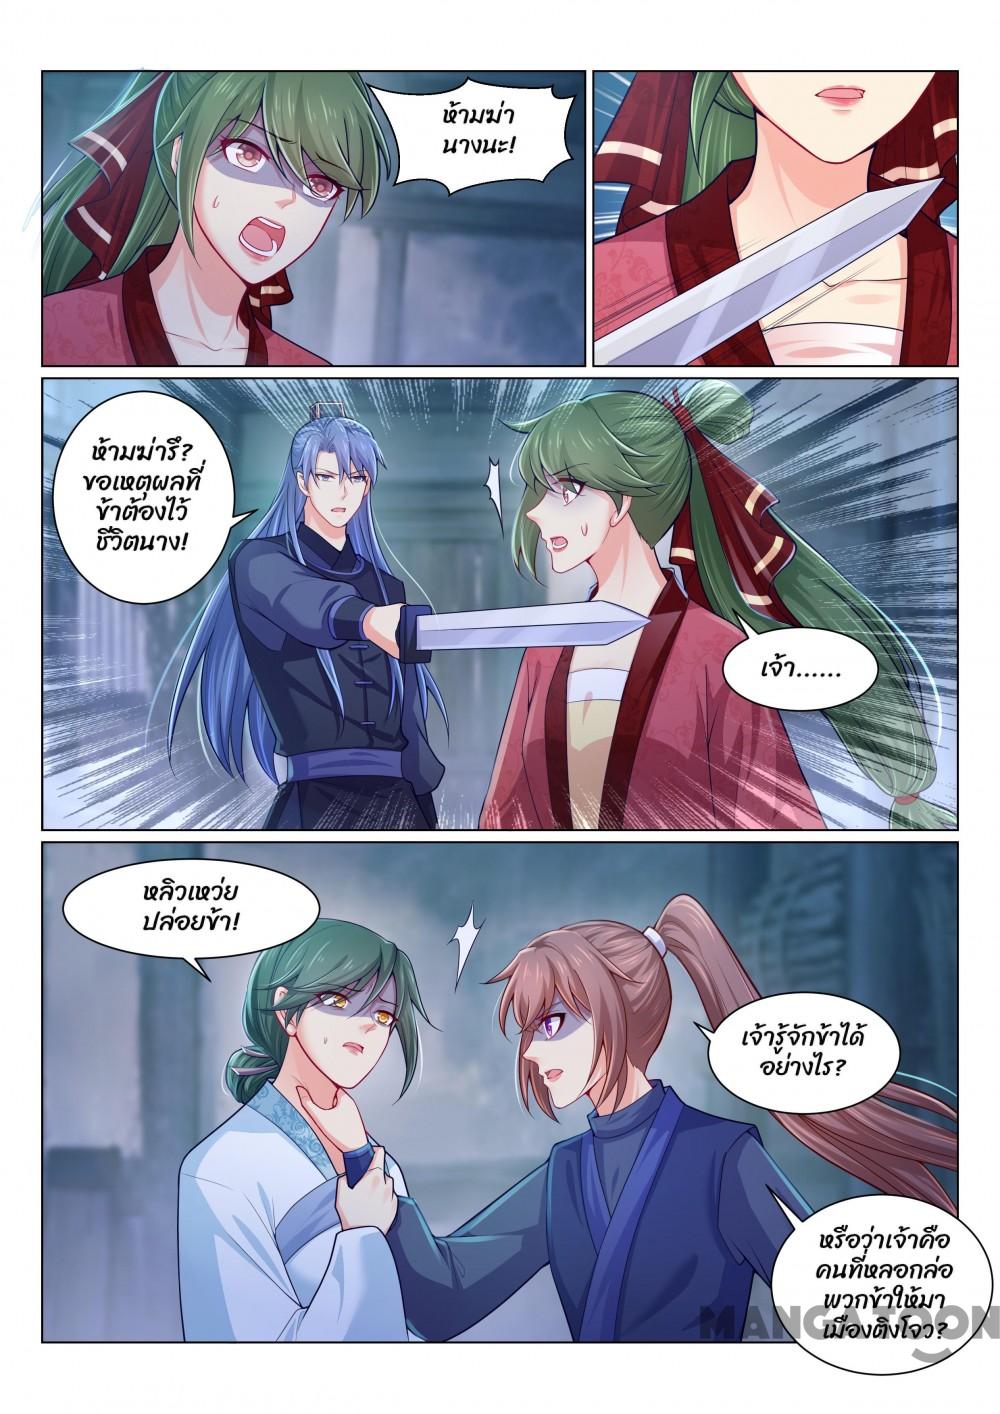 ห้ามฆ่า
นางนะ!
ห้ามฆ่ารึ?
ขอเหตุผลที่
ข้าต้องไว้
ชีวิตนาง!
เจ้า......
หลิวเหว่ย
ปล่อยข้า!
เจ้ารู้จักข้าได้
อย่างไร?
หรือว่าเจ้าคือ
คนที่หลอกล่อ
พวกข้าให้มา
เมืองติงโจว?
MANGATOON